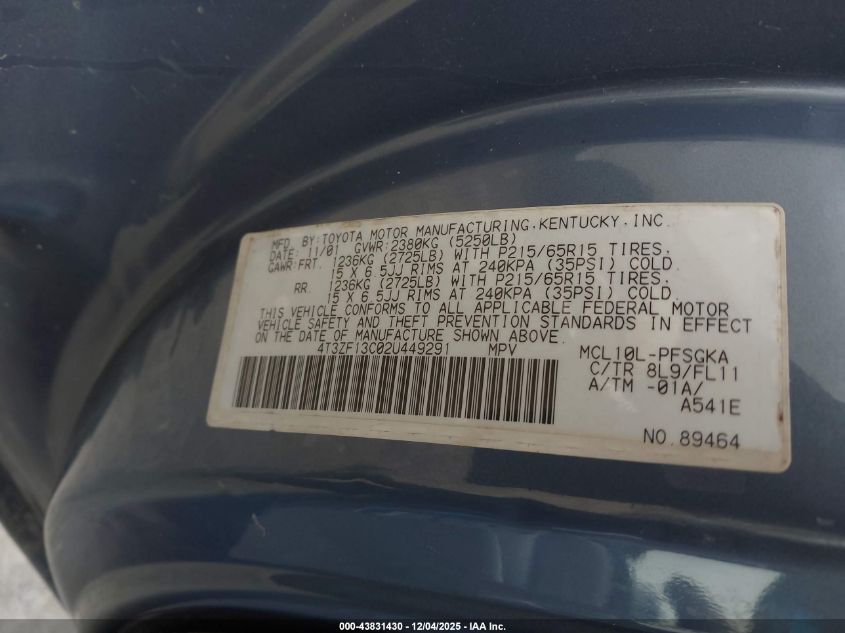 MFD. BY:TOYOTA MOTOR MANUFACTURING.KENTUCKY.INC.
DATE: 11/01 GVWR:2380KG (5250LB)
GAWR:FRT. 1236KG (2725LB) WITH P215/65R15 TIRES.
15 X 6.5JJ RIMS AT 240KPA (35PSI) COLD.
RR. 1236KG (2725LB) WITH P215/65R15 TIRES.
15 X 6.5JJ RIMS AT 240KPA (35PSI) COLD.
THIS VEHICLE CONFORMS TO ALL APPLICABLE FEDERAL MOTOR
VEHICLE SAFETY AND THEFT PREVENTION STANDARDS IN EFFECT
ON THE DATE OF MANUFACTURE SHOWN ABOVE.
4T3ZF13C02U449291 MPV MCL10L-PFSGKA
C/TR 8L9/FL11
A/TM -01A/
A541E
NO.89464
000-43831430 - 12/04/2025 - IAA Inc.